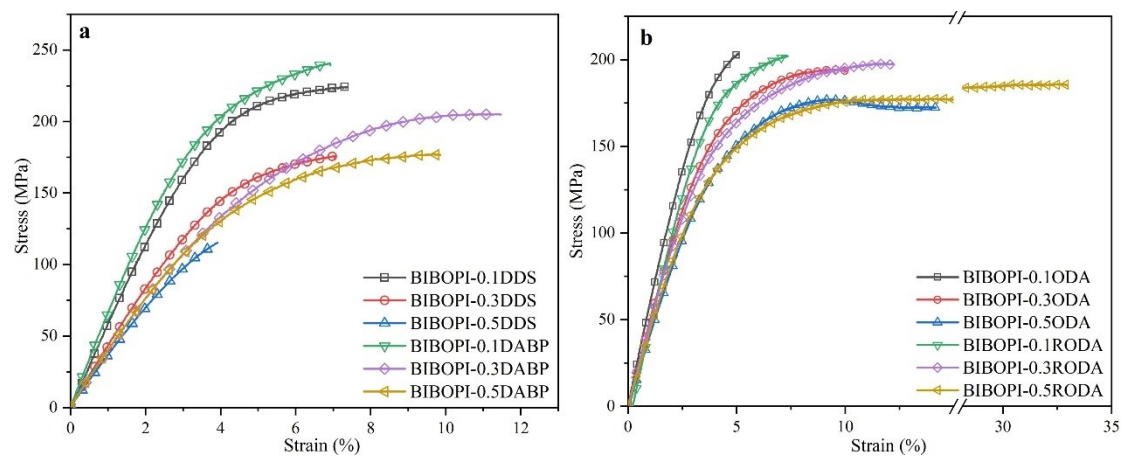 a
250
200
150
100
50
0
Stress (MPa)
0 2 4 6 8 10 12
Strain (%)
BIBOPI-0.1DDS
BIBOPI-0.3DDS
BIBOPI-0.5DDS
BIBOPI-0.1DABP
BIBOPI-0.3DABP
BIBOPI-0.5DABP
b
200
150
100
50
0
Stress (MPa)
0 5 10 30 35
Strain (%)
BIBOPI-0.1ODA
BIBOPI-0.3ODA
BIBOPI-0.5ODA
BIBOPI-0.1RODA
BIBOPI-0.3RODA
BIBOPI-0.5RODA